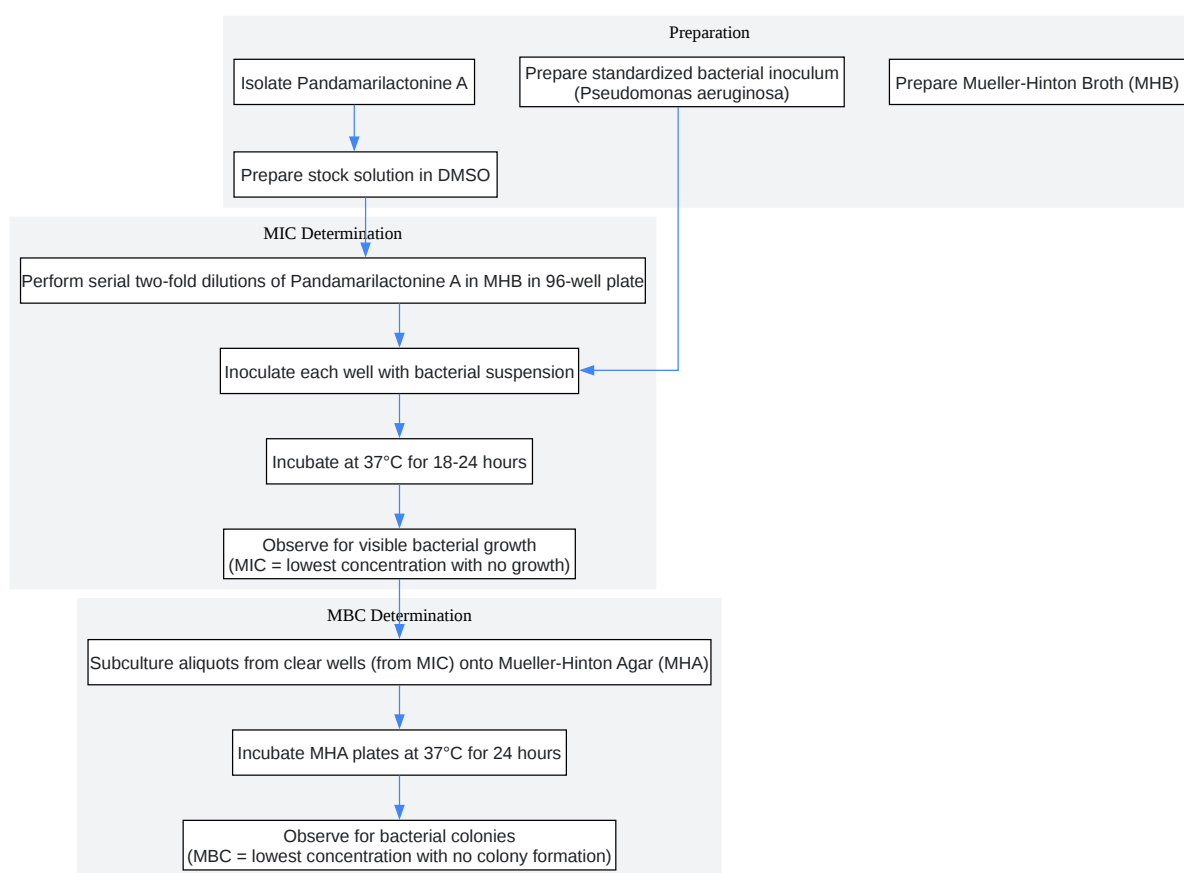 Preparation
Isolate Pandamarilactonine A
Prepare standardized bacterial inoculum
(Pseudomonas aeruginosa)
Prepare Mueller-Hinton Broth (MHB)
Prepare stock solution in DMSO
MIC Determination
Perform serial two-fold dilutions of Pandamarilactonine A in MHB in 96-well plate
Inoculate each well with bacterial suspension
Incubate at 37°C for 18-24 hours
Observe for visible bacterial growth
(MIC = lowest concentration with no growth)
MBC Determination
Subculture aliquots from clear wells (from MIC) onto Mueller-Hinton Agar (MHA)
Incubate MHA plates at 37°C for 24 hours
Observe for bacterial colonies
(MBC = lowest concentration with no colony formation)